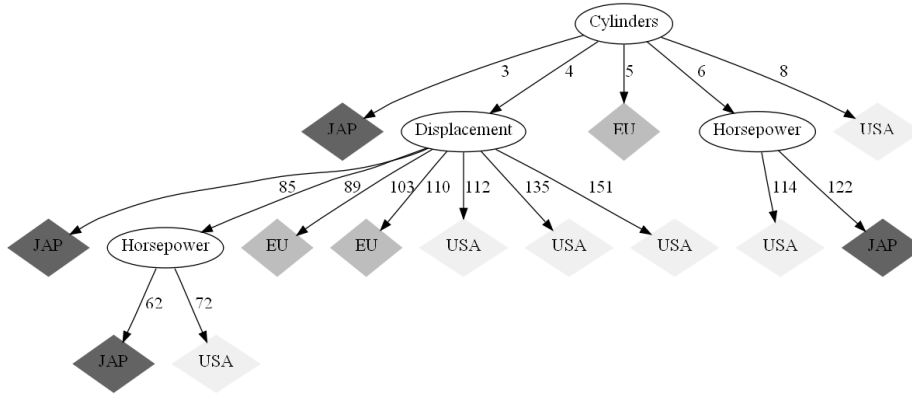 Cylinders
3 4 5 6 8
JAP Displacement EU Horsepower USA
85 89 103 110 112 135 151 114 122
JAP Horsepower EU EU USA USA USA USA JAP
62 72
JAP USA